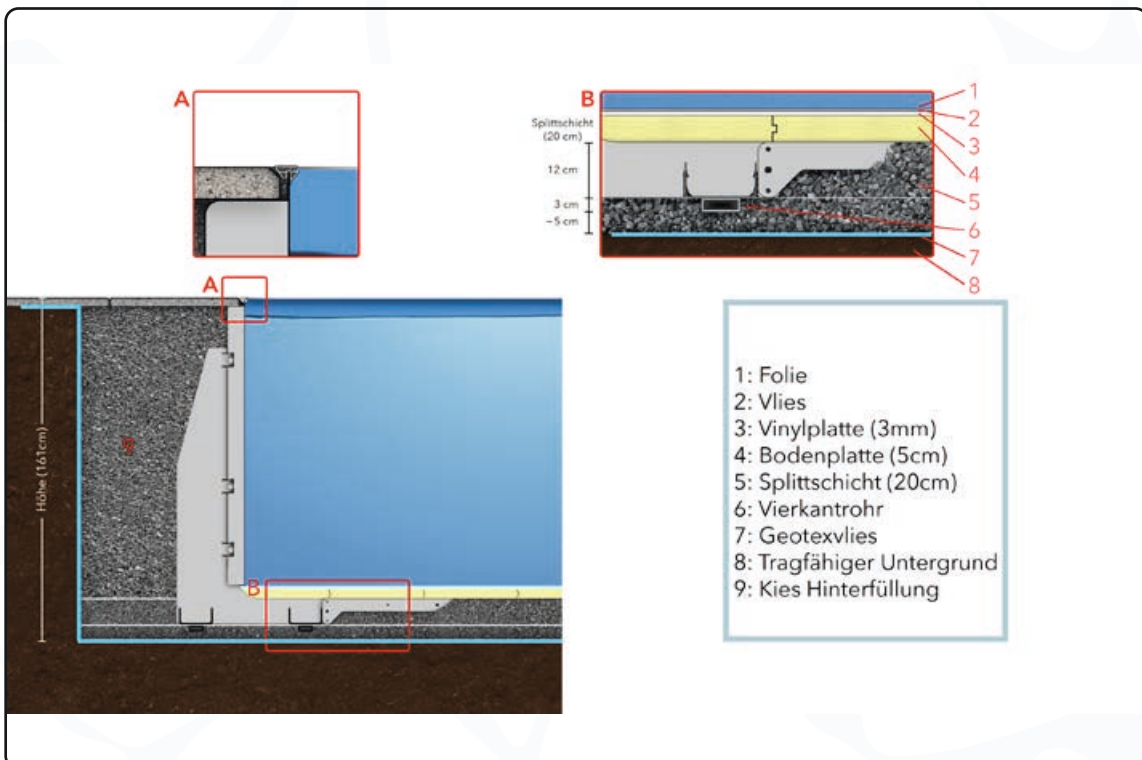 A
B
Splittschicht
(20 cm)
12 cm
3 cm
~5 cm
1
2
3
4
5
6
7
8
A
Höhe (161cm)
9
B
1: Folie
2: Vlies
3: Vinylplatte (3mm)
4: Bodenplatte (5cm)
5: Splittschicht (20cm)
6: Vierkantrohr
7: Geotexvlies
8: Tragfähiger Untergrund
9: Kies Hinterfüllung